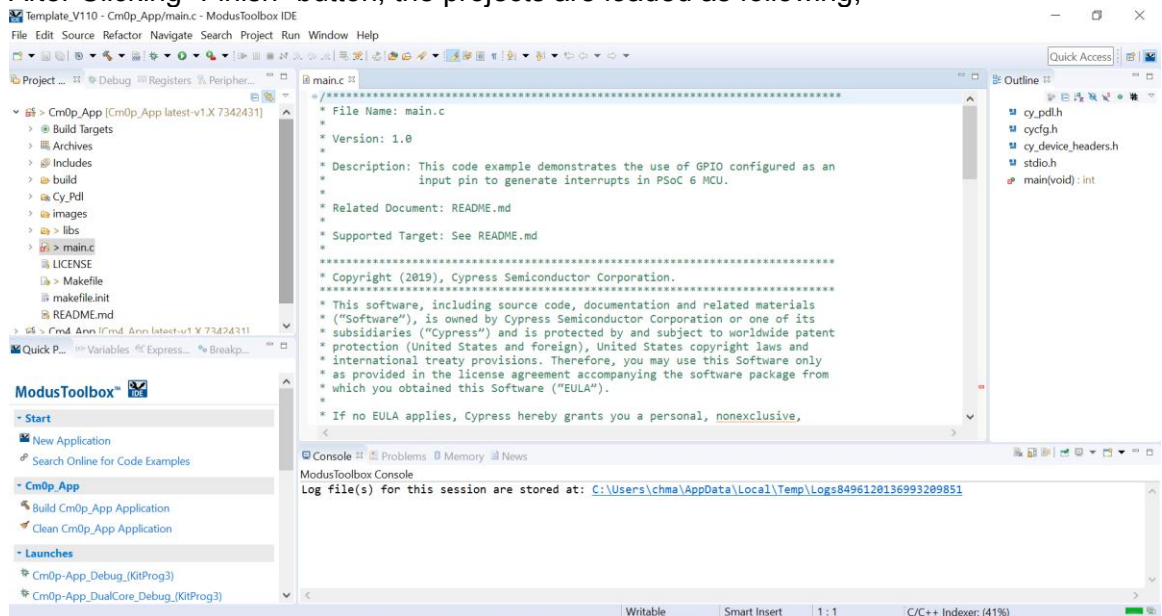 After Clicking "Finish" button, the projects are loaded as following,
Template_V110 - Cm0p_App/main.c - ModusToolbox IDE
File Edit Source Refactor Navigate Search Project Run Window Help
Quick Access
Project ... Debug Registers Peripher...
main.c
Outline
> Cm0p_App [Cm0p_App latest-v1.X 7342431]
Build Targets
Archives
Includes
build
Cy_Pdl
images
> libs
> main.c
LICENSE
> Makefile
makefile.init
README.md
> Cm4_App [Cm4_App latest-v1.X 7342431]
/******************************************************************************
* File Name: main.c
*
* Version: 1.0
*
* Description: This code example demonstrates the use of GPIO configured as an
* input pin to generate interrupts in PSoC 6 MCU.
*
* Related Document: README.md
*
* Supported Target: See README.md
*
******************************************************************************
* Copyright (2019), Cypress Semiconductor Corporation.
******************************************************************************
* This software, including source code, documentation and related materials
* ("Software"), is owned by Cypress Semiconductor Corporation or one of its
* subsidiaries ("Cypress") and is protected by and subject to worldwide patent
* protection (United States and foreign), United States copyright laws and
* international treaty provisions. Therefore, you may use this Software only
* as provided in the license agreement accompanying the software package from
* which you obtained this Software ("EULA").
*
* If no EULA applies, Cypress hereby grants you a personal, nonexclusive,
cy_pdl.h
cycfg.h
cy_device_headers.h
stdio.h
main(void) : int
Quick P... Variables Express... Breakp...
ModusToolbox™ IDE
Start
New Application
Search Online for Code Examples
Cm0p_App
Build Cm0p_App Application
Clean Cm0p_App Application
Launches
Cm0p-App_Debug_(KitProg3)
Cm0p-App_DualCore_Debug_(KitProg3)
Console Problems Memory News
ModusToolbox Console
Log file(s) for this session are stored at: C:\Users\chma\AppData\Local\Temp\Logs8496120136993209851
Writable Smart Insert 1 : 1 C/C++ Indexer: (41%)